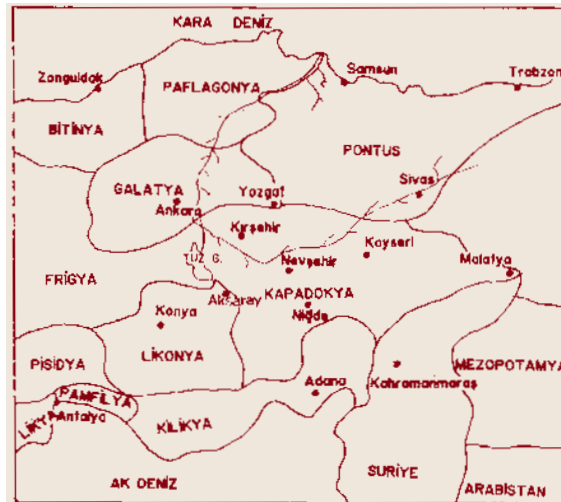 KARA DENİZ
Zonguldak
Samsun
Trabzon
PAFLAGONYA
BİTİNYA
PONTUS
GALATYA
Ankara
Yozgat
Sivas
Kırşehir
Kayseri
TUZ G.
Nevşehir
Malatya
FRİGYA
Aksaray
KAPADOKYA
Konya
Niğde
LİKONYA
PİSİDYA
MEZOPOTAMYA
Adana
Kahramanmaraş
PAMFİLYA
LİKYA
Antalya
KİLİKYA
AK DENİZ
SURİYE
ARABİSTAN